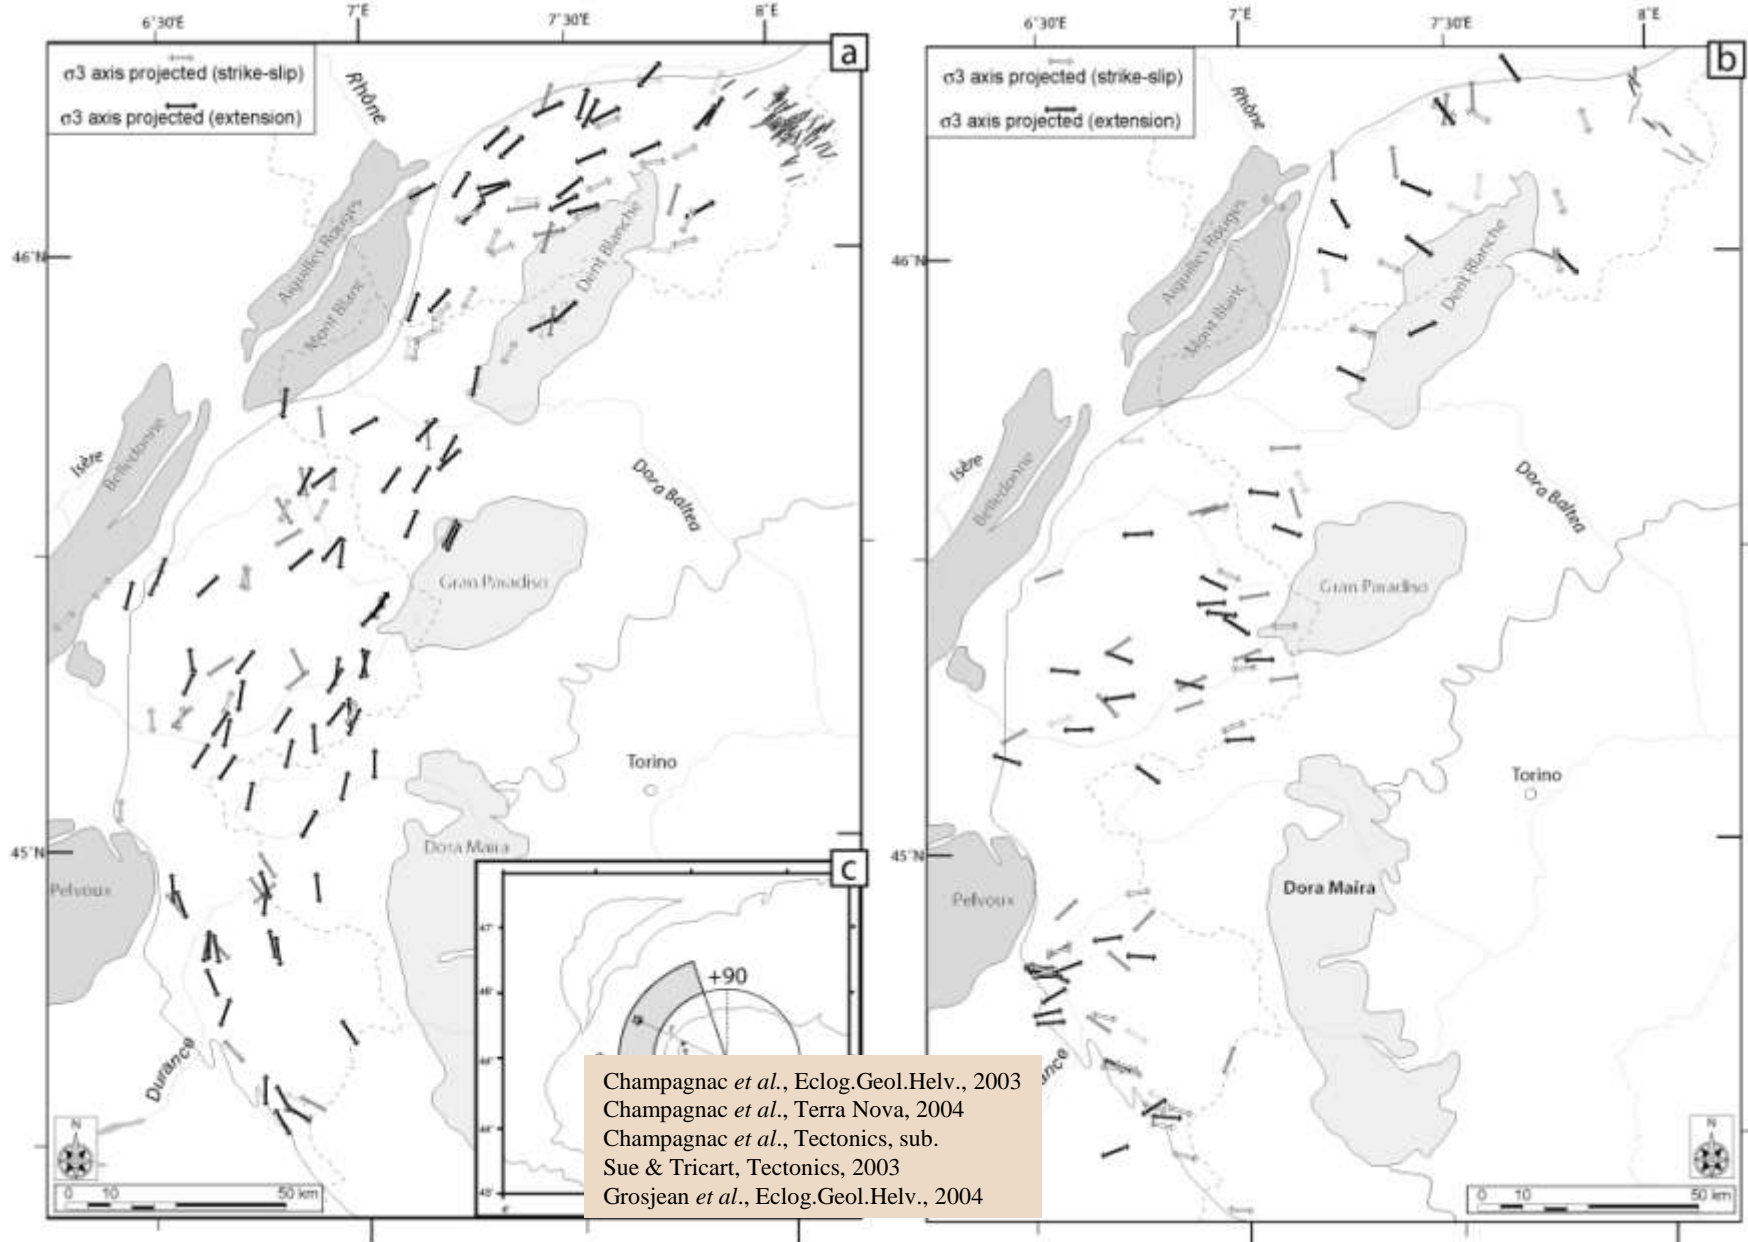 6°30'E
7°E
7°30'E
8°E
a
σ3 axis projected (strike-slip)
σ3 axis projected (extension)
Rhône
Aiguilles Rouges
Mont Blanc
Dent Blanche
46°N
Isère
Belledonne
Dora Baltea
Gran Paradiso
Torino
45°N
Pelvoux
Dora Maira
Durance
N
0 10 50 km
c
47°
46°
44°
43°
+90
6°30'E
7°E
7°30'E
8°E
b
σ3 axis projected (strike-slip)
σ3 axis projected (extension)
Rhône
Aiguilles Rouges
Mont Blanc
Dent Blanche
46°N
Isère
Belledonne
Dora Baltea
Gran Paradiso
Torino
45°N
Pelvoux
Dora Maira
ance
N
0 10 50 km
Champagnac et al., Eclog.Geol.Helv., 2003
Champagnac et al., Terra Nova, 2004
Champagnac et al., Tectonics, sub.
Sue & Tricart, Tectonics, 2003
Grosjean et al., Eclog.Geol.Helv., 2004